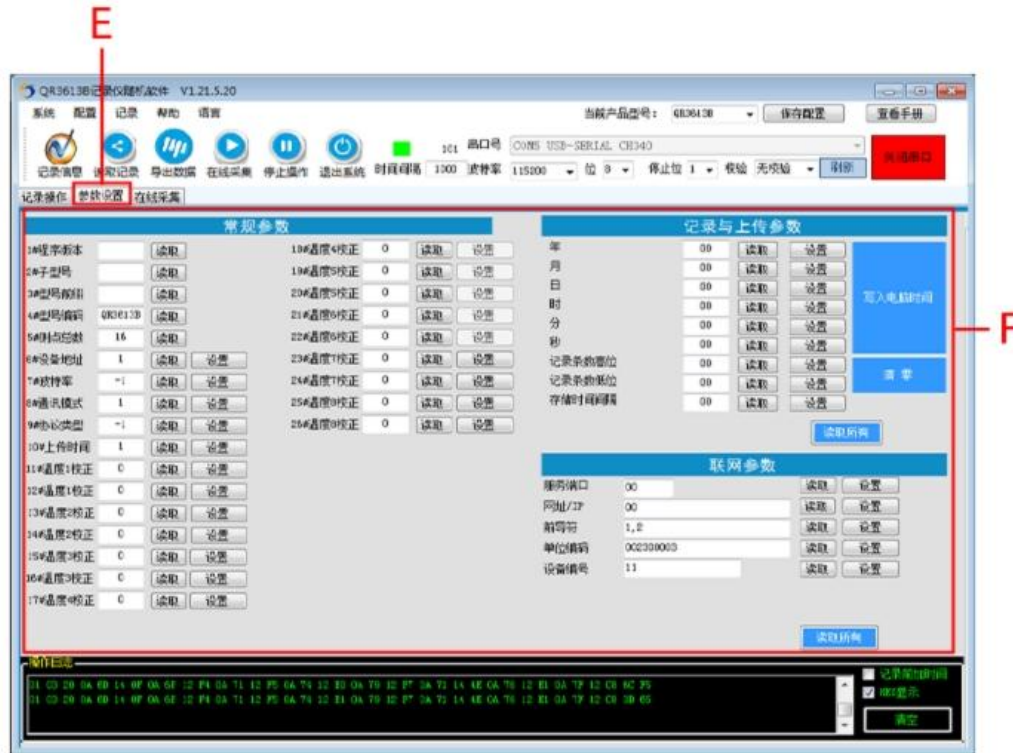 E
QR3613B记录仪随机软件 V1.21.5.20
系统 配置 记录 帮助 语言 当前产品型号： QR3613B 保存配置 查看手册
记录信息 读取记录 导出数据 在线采集 停止操作 退出系统 101 时间间隔 1000 串口号 COM5 USB-SERIAL CH340
波特率 115200 位 8 停止位 1 校验 无校验 刷新 关闭串口
记录操作 参数设置 在线采集
常规参数
1#程序版本 读取
2#子型号 读取
3#型号前缀 读取
4#型号编码 QR3613B 读取
5#测点总数 16 读取
6#设备地址 1 读取 设置
7#波特率 -1 读取 设置
8#通讯模式 1 读取 设置
9#协议类型 -1 读取 设置
10#上传时间 1 读取 设置
11#温度1校正 0 读取 设置
12#温度1校正 0 读取 设置
13#温度2校正 0 读取 设置
14#温度2校正 0 读取 设置
15#温度3校正 0 读取 设置
16#温度3校正 0 读取 设置
17#温度4校正 0 读取 设置
18#温度4校正 0 读取 设置
19#温度5校正 0 读取 设置
20#温度5校正 0 读取 设置
21#温度6校正 0 读取 设置
22#温度6校正 0 读取 设置
23#温度7校正 0 读取 设置
24#温度7校正 0 读取 设置
25#温度8校正 0 读取 设置
26#温度8校正 0 读取 设置
记录与上传参数
年 00 读取 设置
月 00 读取 设置
日 00 读取 设置
时 00 读取 设置
分 00 读取 设置
秒 00 读取 设置
记录条数高位 00 读取 设置
记录条数低位 00 读取 设置
存储时间间隔 00 读取 设置
写入电脑时间
清零
读取所有
联网参数
服务端口 00 读取 设置
网址/IP 00 读取 设置
前导符 1,2 读取 设置
单位编码 读取 设置
设备编号 11 读取 设置
读取所有
F
操作日志
记录前加时间
HEX显示
清空